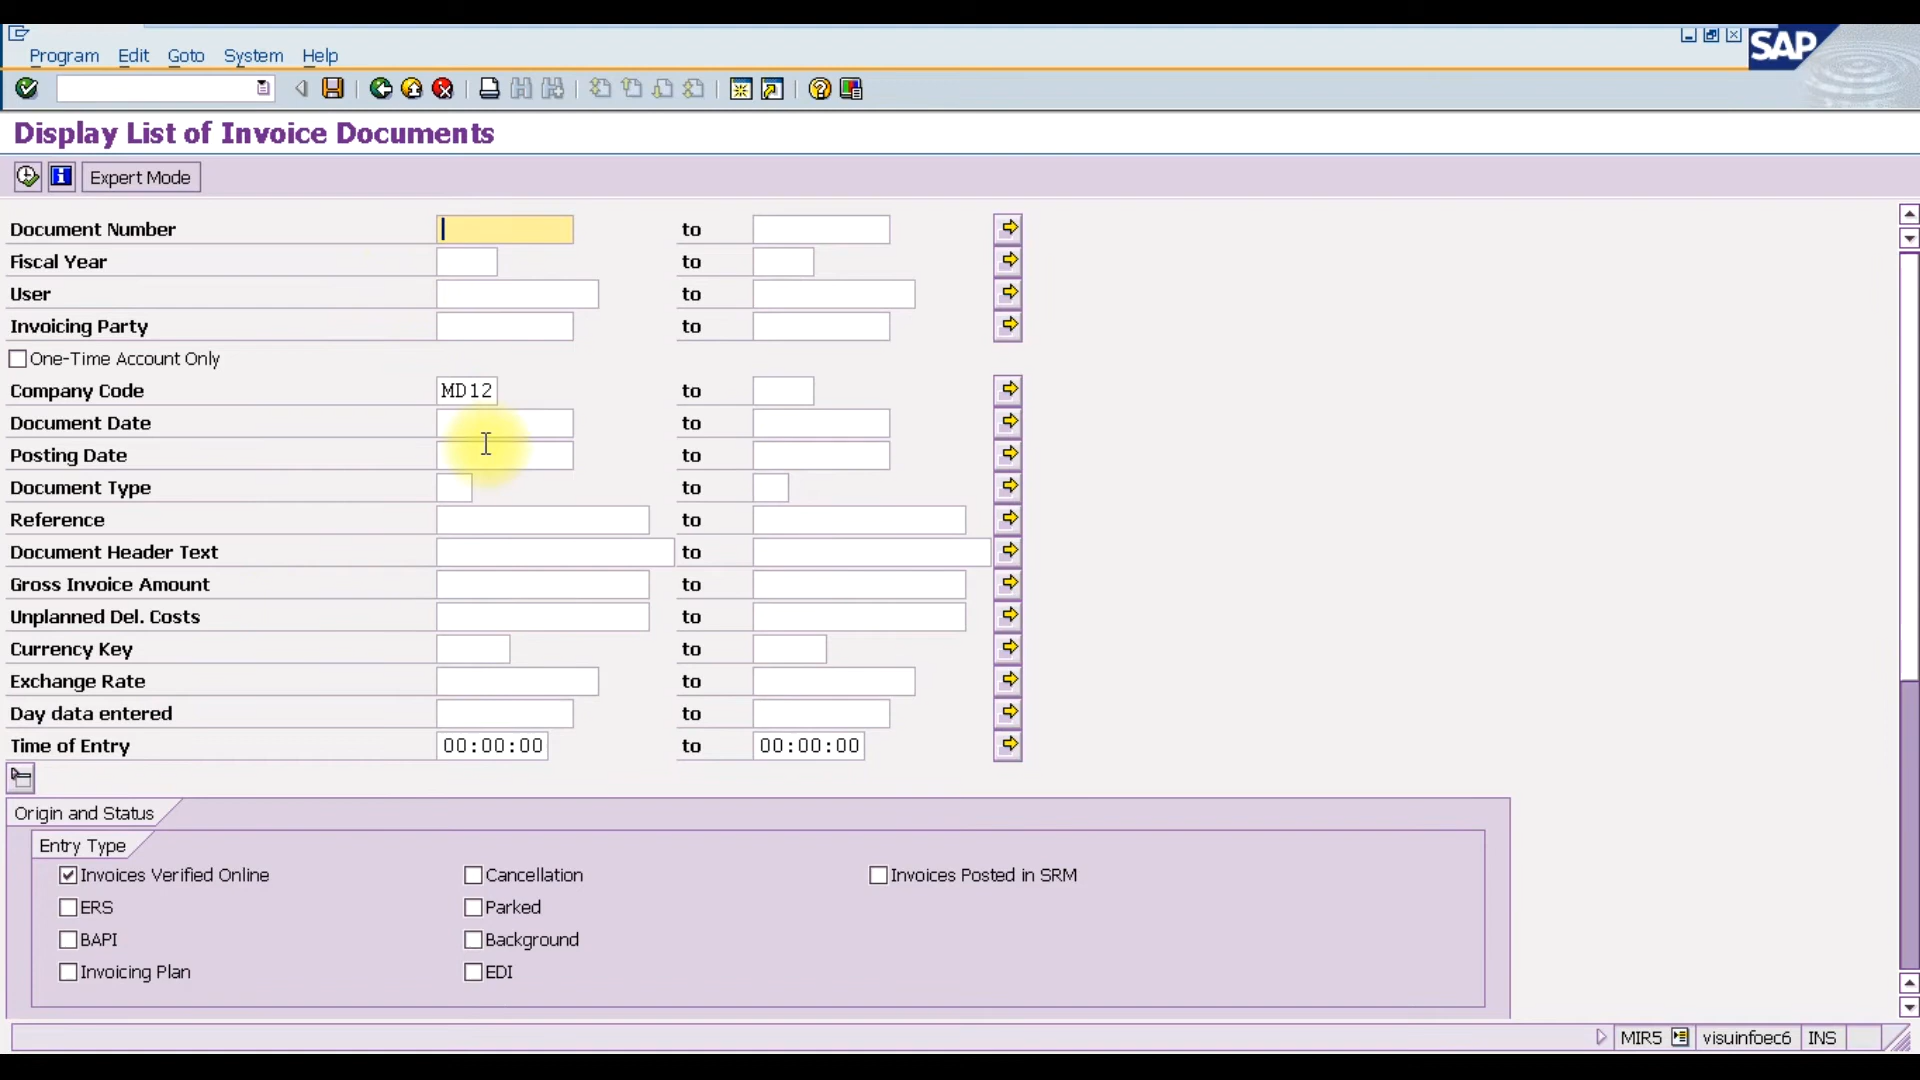 Program Edit Goto System Help
SAP
Display List of Invoice Documents
Expert Mode
Document Number to
Fiscal Year to
User to
Invoicing Party to
One-Time Account Only
Company Code MD12 to
Document Date to
Posting Date to
Document Type to
Reference to
Document Header Text to
Gross Invoice Amount to
Unplanned Del. Costs to
Currency Key to
Exchange Rate to
Day data entered to
Time of Entry 00:00:00 to 00:00:00
Origin and Status
Entry Type
Invoices Verified Online Cancellation Invoices Posted in SRM
ERS Parked
BAPI Background
Invoicing Plan EDI
MIR5 visuinfoec6 INS